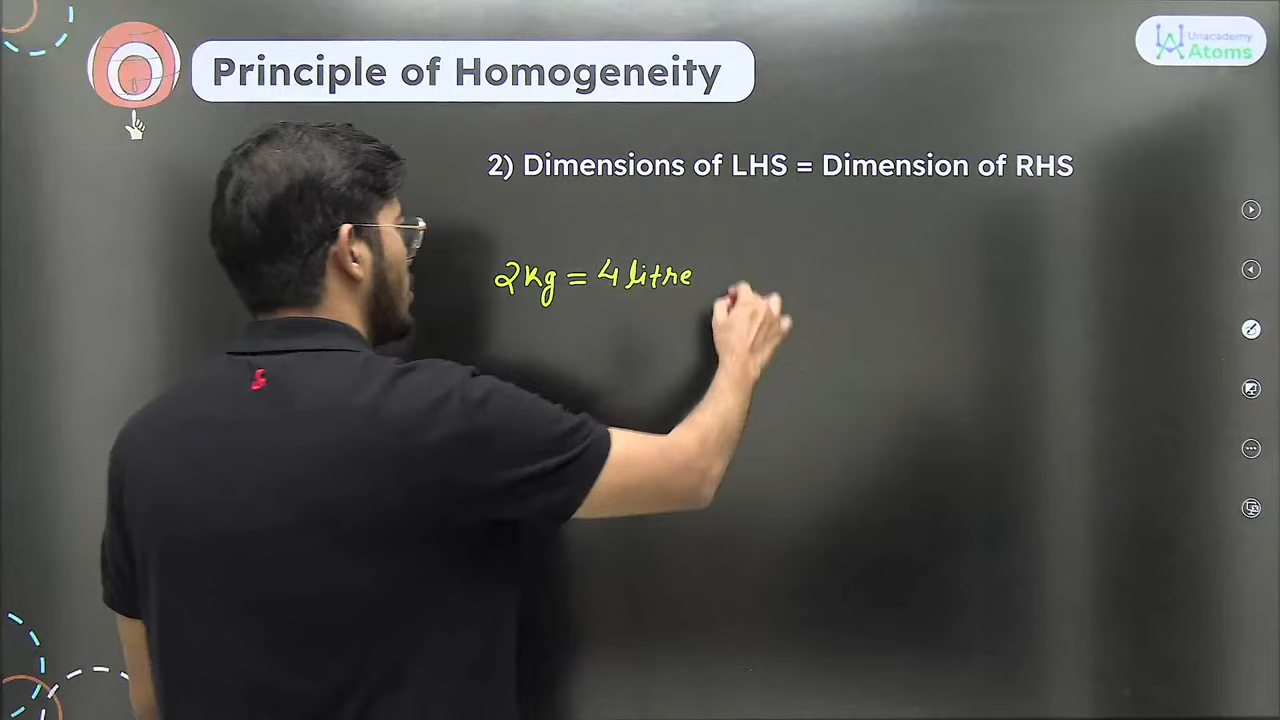 Principle of Homogeneity
Unacademy
Atoms
2) Dimensions of LHS = Dimension of RHS
2kg = 4 litre